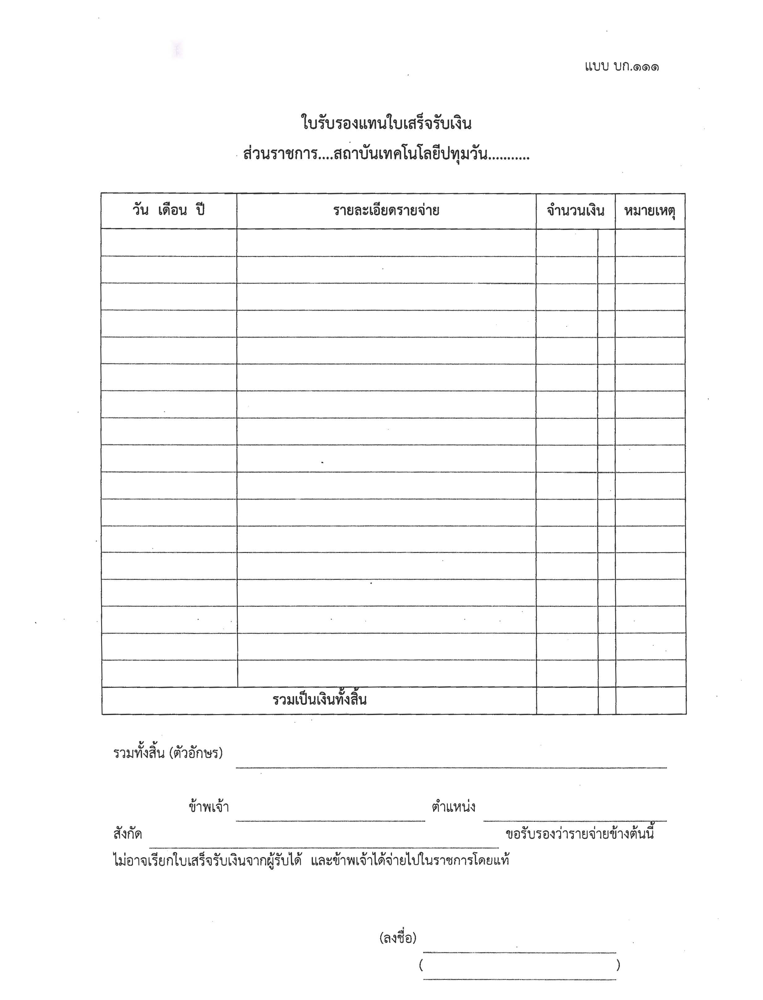 แบบ บก.๑๑๑
ใบรับรองแทนใบเสร็จรับเงิน
ส่วนราชการ....สถาบันเทคโนโลยีปทุมวัน...........
วัน เดือน ปี รายละเอียดรายจ่าย จำนวนเงิน หมายเหตุ
รวมเป็นเงินทั้งสิ้น
รวมทั้งสิ้น (ตัวอักษร)
ข้าพเจ้า ตำแหน่ง
สังกัด ขอรับรองว่ารายจ่ายข้างต้นนี้
ไม่อาจเรียกใบเสร็จรับเงินจากผู้รับได้ และข้าพเจ้าได้จ่ายไปในราชการโดยแท้
(ลงชื่อ)
( )